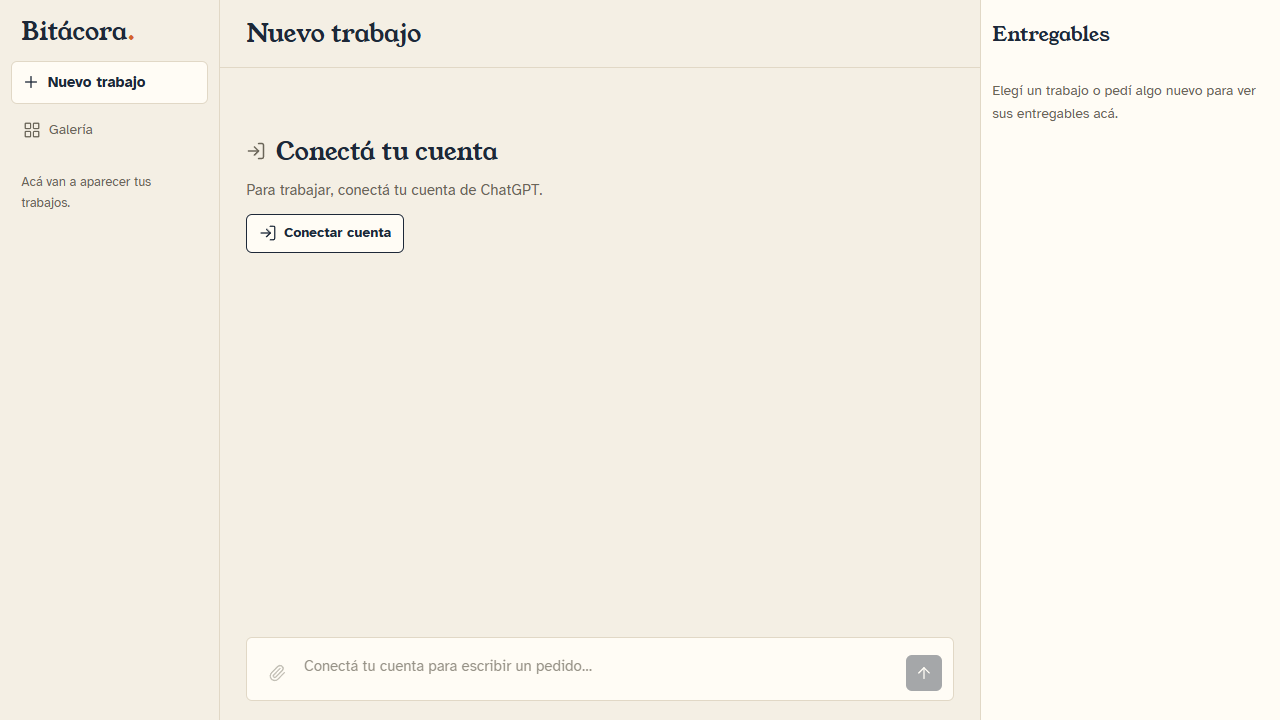 Bitácora.
Nuevo trabajo
Galería
Acá van a aparecer tus
trabajos.
Nuevo trabajo
Conectá tu cuenta
Para trabajar, conectá tu cuenta de ChatGPT.
Conectar cuenta
Conectá tu cuenta para escribir un pedido...
Entregables
Elegí un trabajo o pedí algo nuevo para ver
sus entregables acá.